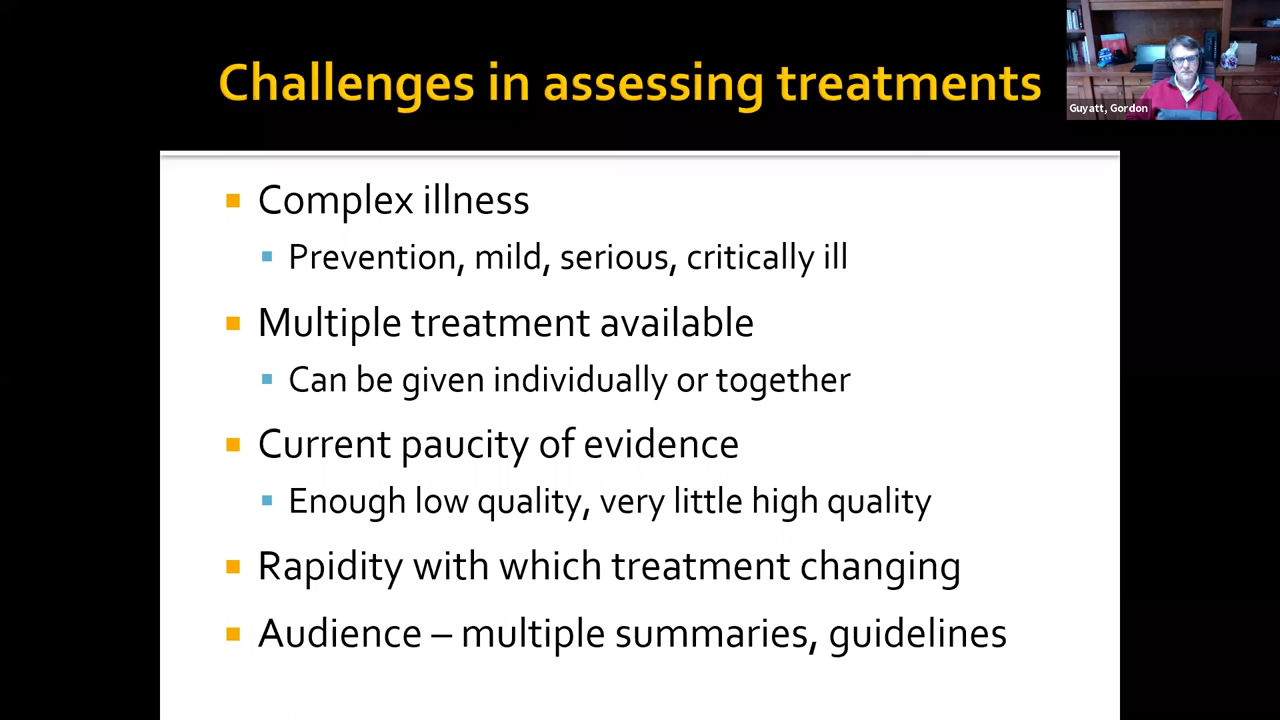 Challenges in assessing treatments
Guyatt, Gordon
Complex illness
Prevention, mild, serious, critically ill
Multiple treatment available
Can be given individually or together
Current paucity of evidence
Enough low quality, very little high quality
Rapidity with which treatment changing
Audience – multiple summaries, guidelines